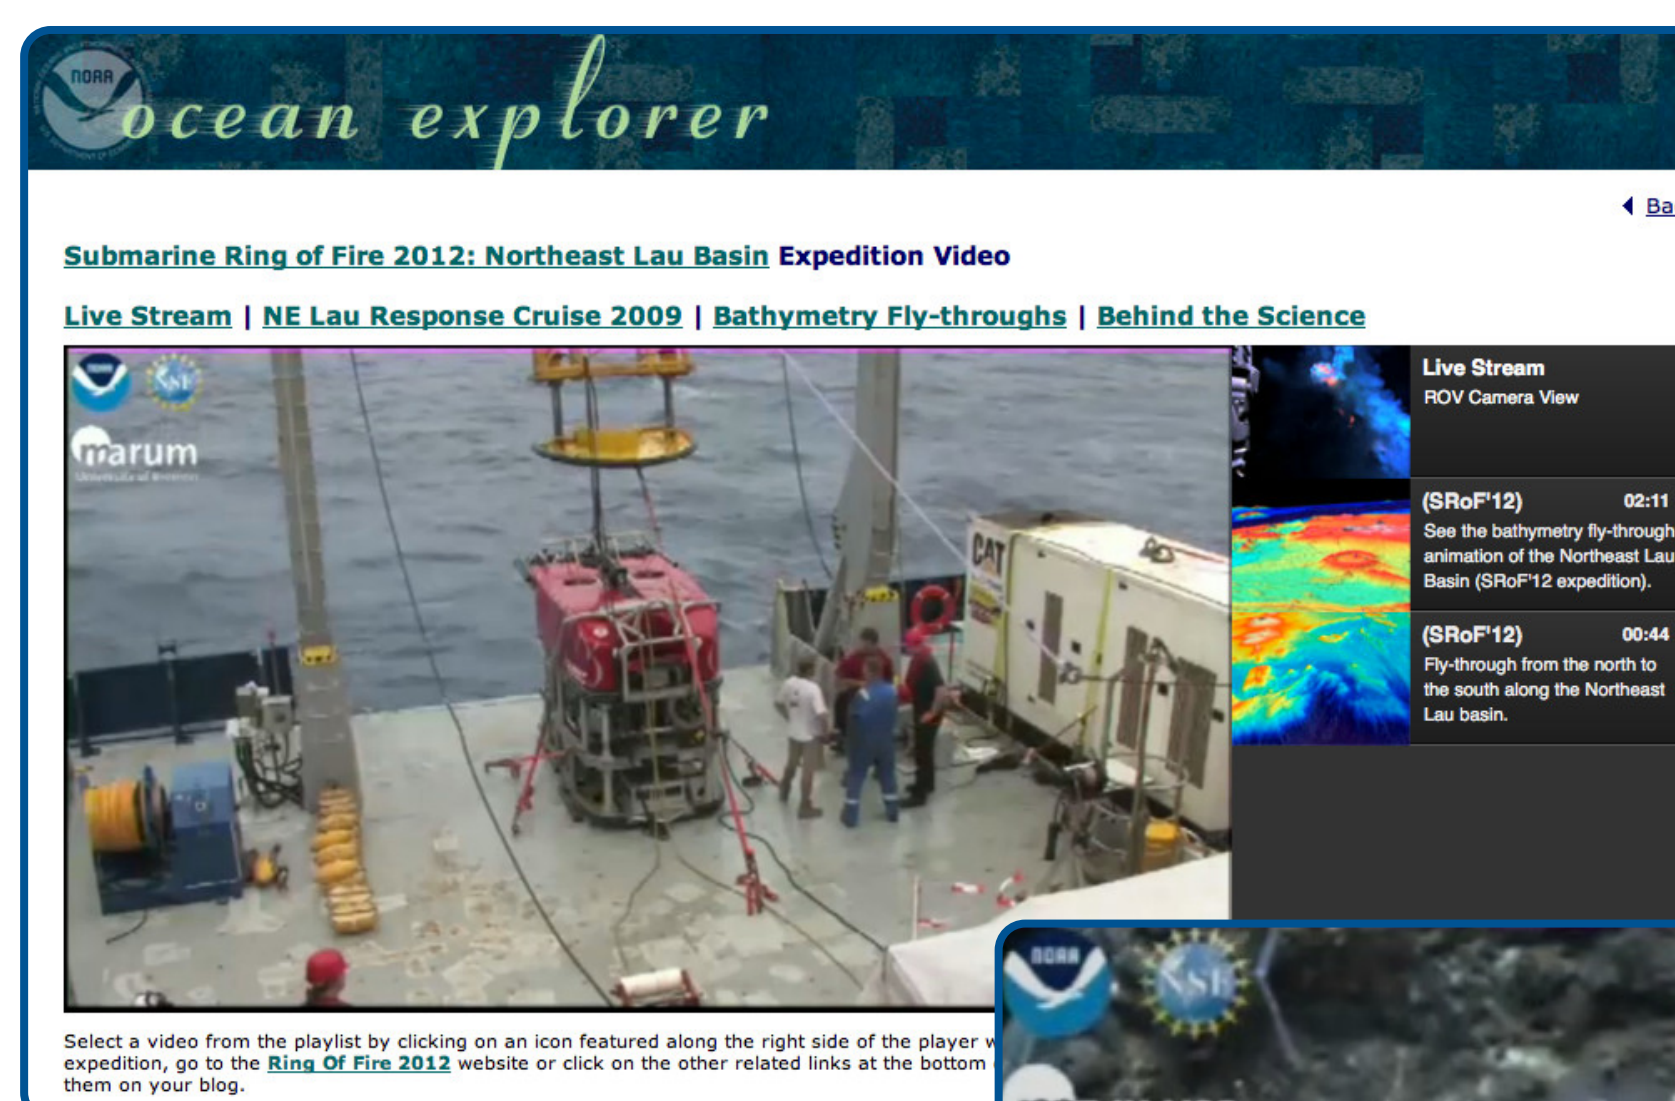 NOAA
ocean explorer
Ba
Submarine Ring of Fire 2012: Northeast Lau Basin Expedition Video
Live Stream | NE Lau Response Cruise 2009 | Bathymetry Fly-throughs | Behind the Science
NOAA NSF
marum
University of Bremen
CAT
Live Stream
ROV Camera View
(SRoF'12) 02:11
See the bathymetry fly-through
animation of the Northeast Lau
Basin (SRoF'12 expedition).
(SRoF'12) 00:44
Fly-through from the north to
the south along the Northeast
Lau basin.
Select a video from the playlist by clicking on an icon featured along the right side of the player w
expedition, go to the Ring Of Fire 2012 website or click on the other related links at the bottom
them on your blog.
NOAA NSF